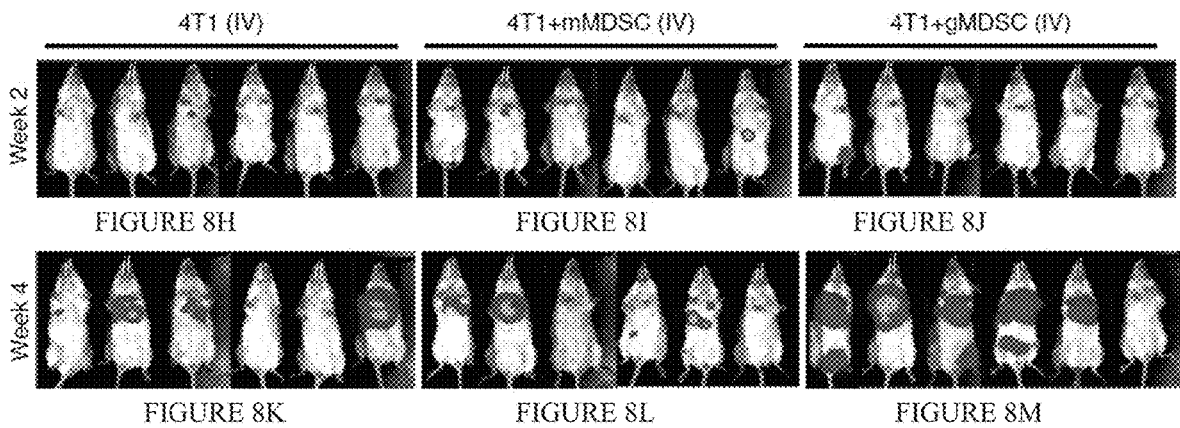 4T1 (IV)
4T1+mMDSC (IV)
4T1+gMDSC (IV)
Week 2
FIGURE 8H
FIGURE 8I
FIGURE 8J
Week 4
FIGURE 8K
FIGURE 8L
FIGURE 8M